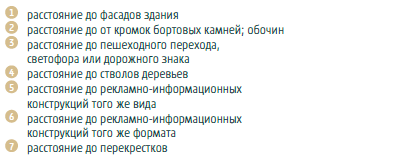 1 расстояние до фасадов здания
2 расстояние до от кромок бортовых камней; обочин
3 расстояние до пешеходного перехода,
светофора или дорожного знака
4 расстояние до стволов деревьев
5 расстояние до рекламно-информационных
конструкций того же вида
6 расстояние до рекламно-информационных
конструкций того же формата
7 расстояние до перекрестков